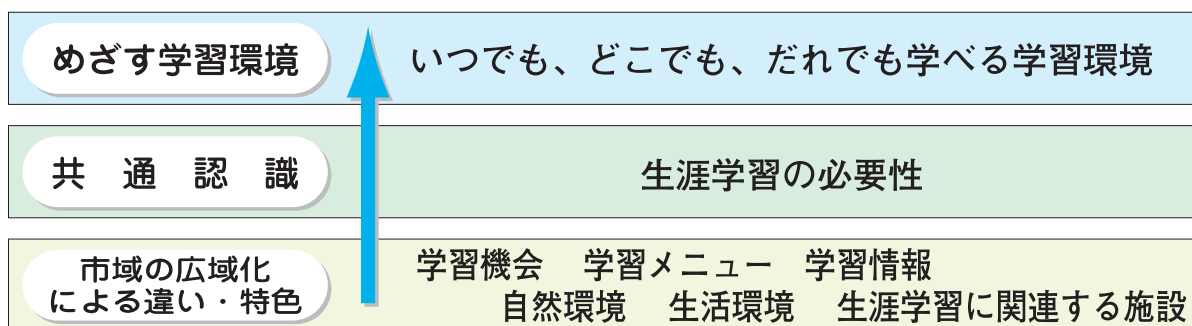 めざす学習環境
いつでも、どこでも、だれでも学べる学習環境
共通認識
生涯学習の必要性
市域の広域化
による違い・特色
学習機会 学習メニュー 学習情報
自然環境 生活環境 生涯学習に関連する施設